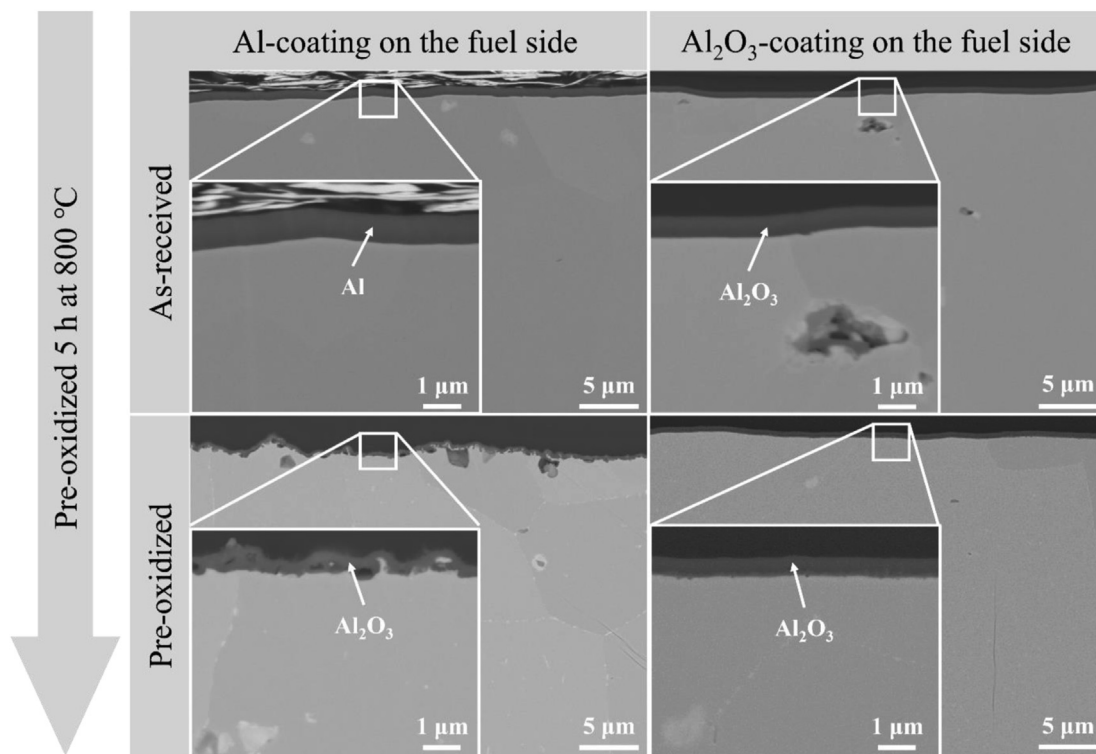 Al-coating on the fuel side
Al₂O₃-coating on the fuel side
Pre-oxidized 5 h at 800 °C
As-received
Al
1 µm
5 µm
Al₂O₃
1 µm
5 µm
Pre-oxidized
Al₂O₃
1 µm
5 µm
Al₂O₃
1 µm
5 µm